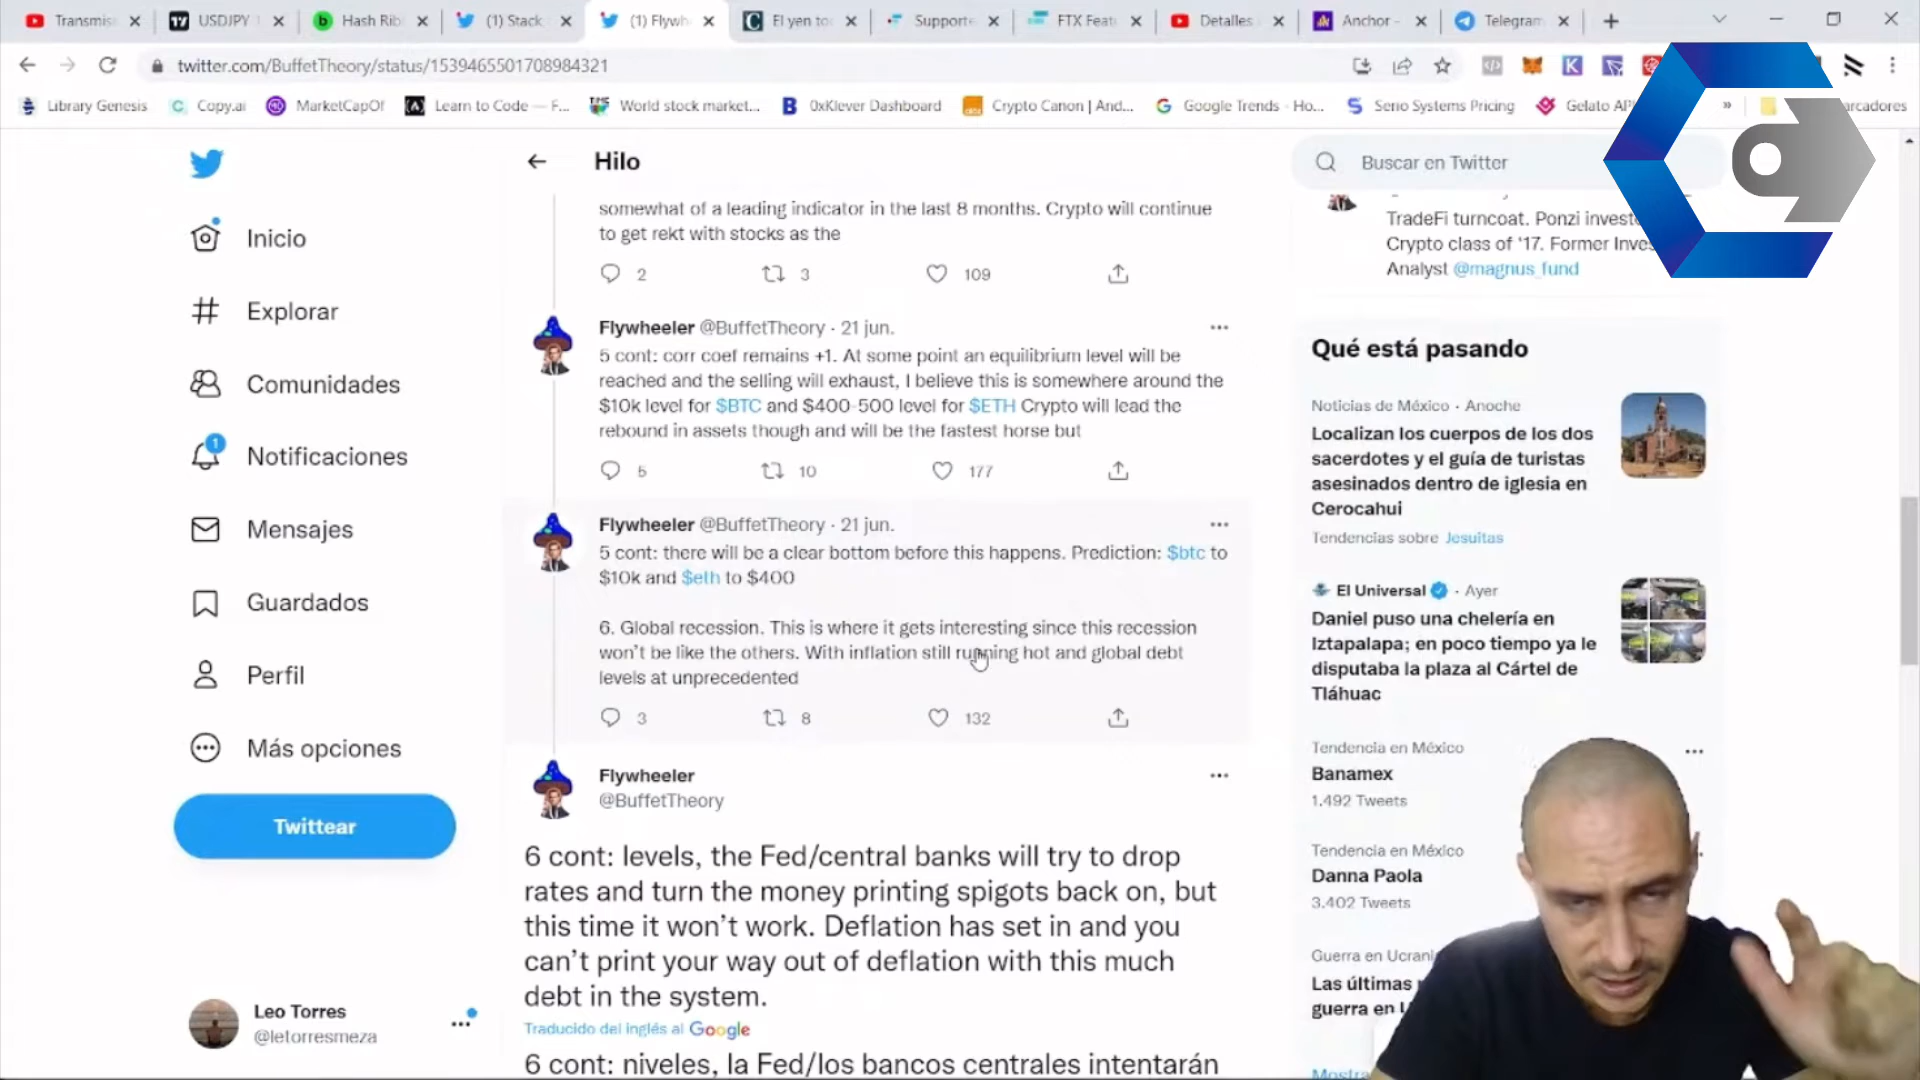 Transmis
USDJPY
Hash Rib
(1) Stack
(1) Flywh
El yen to
Supporte
FTX Feat
Detalles
Anchor -
Telegram
twitter.com/BuffetTheory/status/1539465501708984321
Library Genesis
Copy.ai
MarketCapOf
Learn to Code — F...
World stock market...
0xKlever Dashboard
Crypto Canon | And...
Google Trends - Ho...
Serio Systems Pricing
Gelato AP
»
arcadores
Hilo
Buscar en Twitter
Inicio
Explorar
Comunidades
1
Notificaciones
Mensajes
Guardados
Perfil
Más opciones
Twittear
Leo Torres
@letorresmeza
somewhat of a leading indicator in the last 8 months. Crypto will continue
to get rekt with stocks as the
2 3 109
Flywheeler @BuffetTheory · 21 jun.
5 cont: corr coef remains +1. At some point an equilibrium level will be
reached and the selling will exhaust, I believe this is somewhere around the
$10k level for $BTC and $400-500 level for $ETH Crypto will lead the
rebound in assets though and will be the fastest horse but
5 10 177
Flywheeler @BuffetTheory · 21 jun.
5 cont: there will be a clear bottom before this happens. Prediction: $btc to
$10k and $eth to $400
6. Global recession. This is where it gets interesting since this recession
won't be like the others. With inflation still running hot and global debt
levels at unprecedented
3 8 132
Flywheeler
@BuffetTheory
6 cont: levels, the Fed/central banks will try to drop
rates and turn the money printing spigots back on, but
this time it won't work. Deflation has set in and you
can't print your way out of deflation with this much
debt in the system.
Traducido del inglés al Google
6 cont: niveles, la Fed/los bancos centrales intentarán
TradeFi turncoat. Ponzi invest
Crypto class of '17. Former Inves
Analyst @magnus_fund
Qué está pasando
Noticias de México · Anoche
Localizan los cuerpos de los dos
sacerdotes y el guía de turistas
asesinados dentro de iglesia en
Cerocahui
Tendencias sobre Jesuitas
El Universal · Ayer
Daniel puso una chelería en
Iztapalapa; en poco tiempo ya le
disputaba la plaza al Cártel de
Tláhuac
Tendencia en México
Banamex
1.492 Tweets
Tendencia en México
Danna Paola
3.402 Tweets
Guerra en Ucrani
Las últimas
guerra en
Mostra